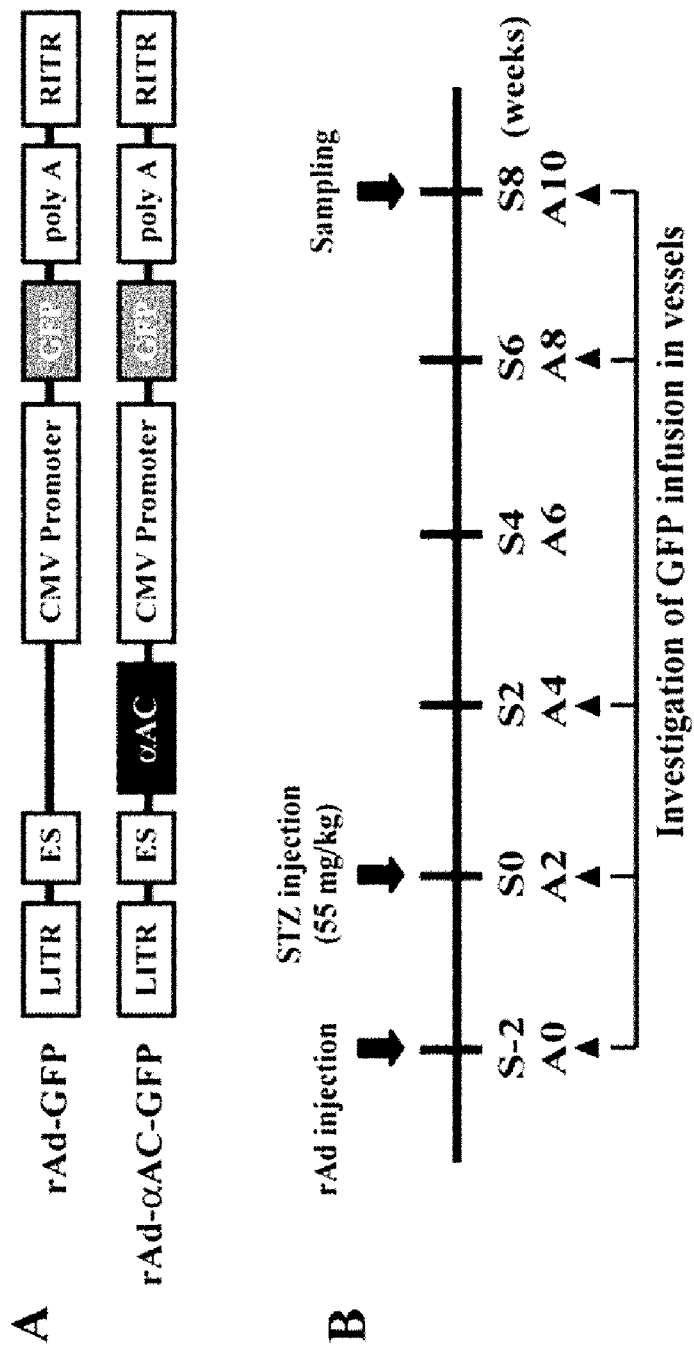 A
rAd-GFP
LITR ES CMV Promoter GFP poly A RITR
rAd-αAC-GFP
LITR ES αAC CMV Promoter GFP poly A RITR
B
rAd injection
STZ injection
(55 mg/kg)
Sampling
S-2 S0 S2 S4 S6 S8 (weeks)
A0 A2 A4 A6 A8 A10
Investigation of GFP infusion in vessels